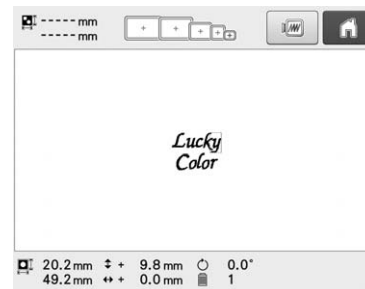 ----- mm
----- mm
Lucky
Color
20.2 mm + 9.8 mm 0.0°
49.2 mm + 0.0 mm 1